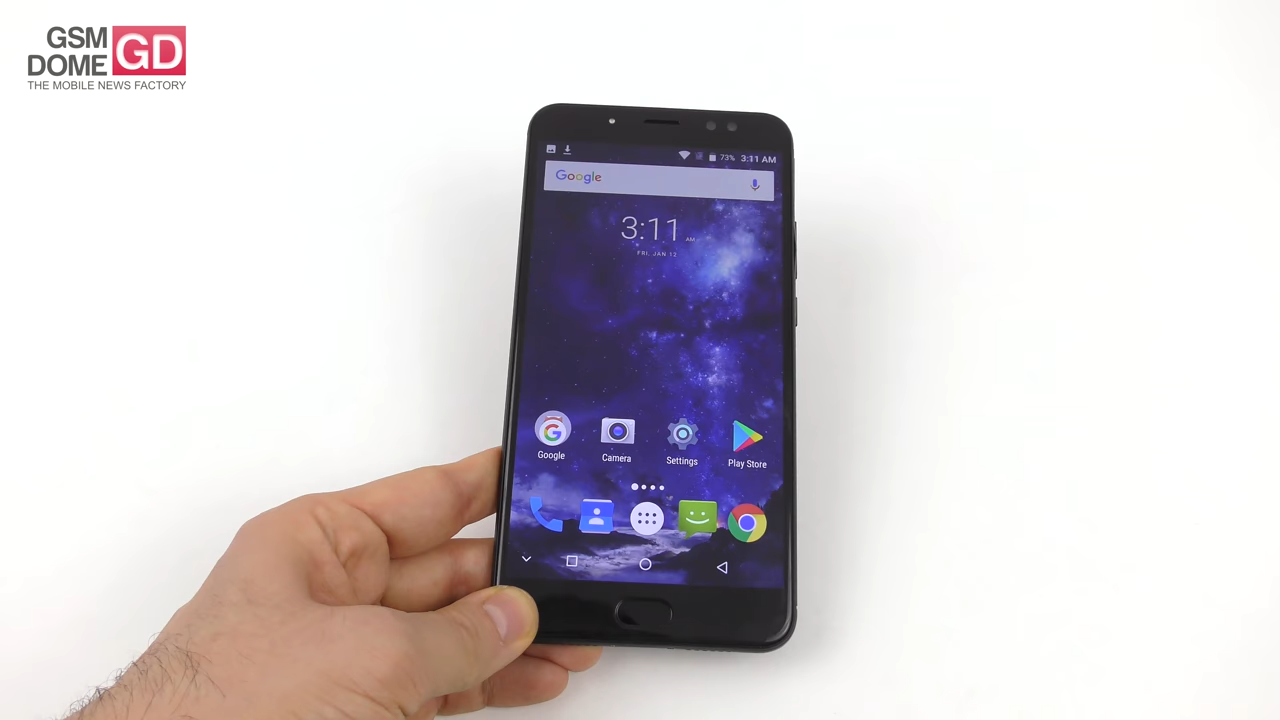 GSM
DOME GD
THE MOBILE NEWS FACTORY
73% 3:11 AM
Google
3:11 AM
FRI, JAN 12
Google Camera Settings Play Store